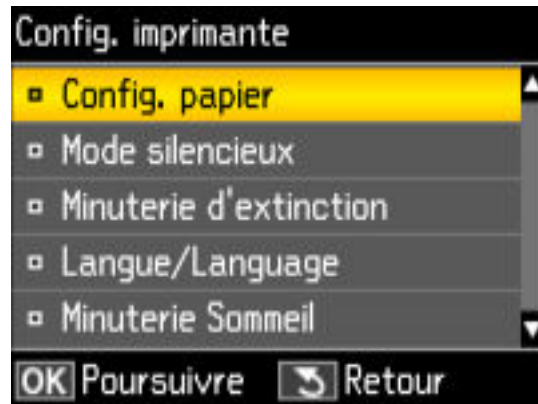 Config. imprimante
Config. papier
Mode silencieux
Minuterie d'extinction
Langue/Language
Minuterie Sommeil
OK Poursuivre Retour